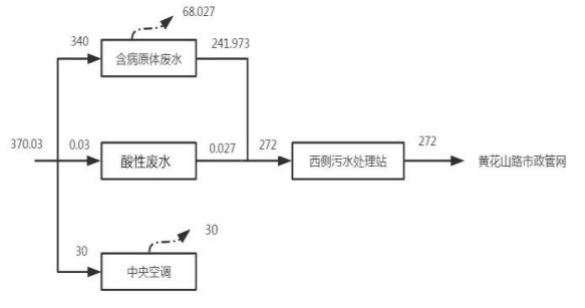 68.027
340
含病原体废水
241.973
370.03
0.03
酸性废水
0.027
272
西侧污水处理站
272
黄花山路市政管网
30
30
中央空调